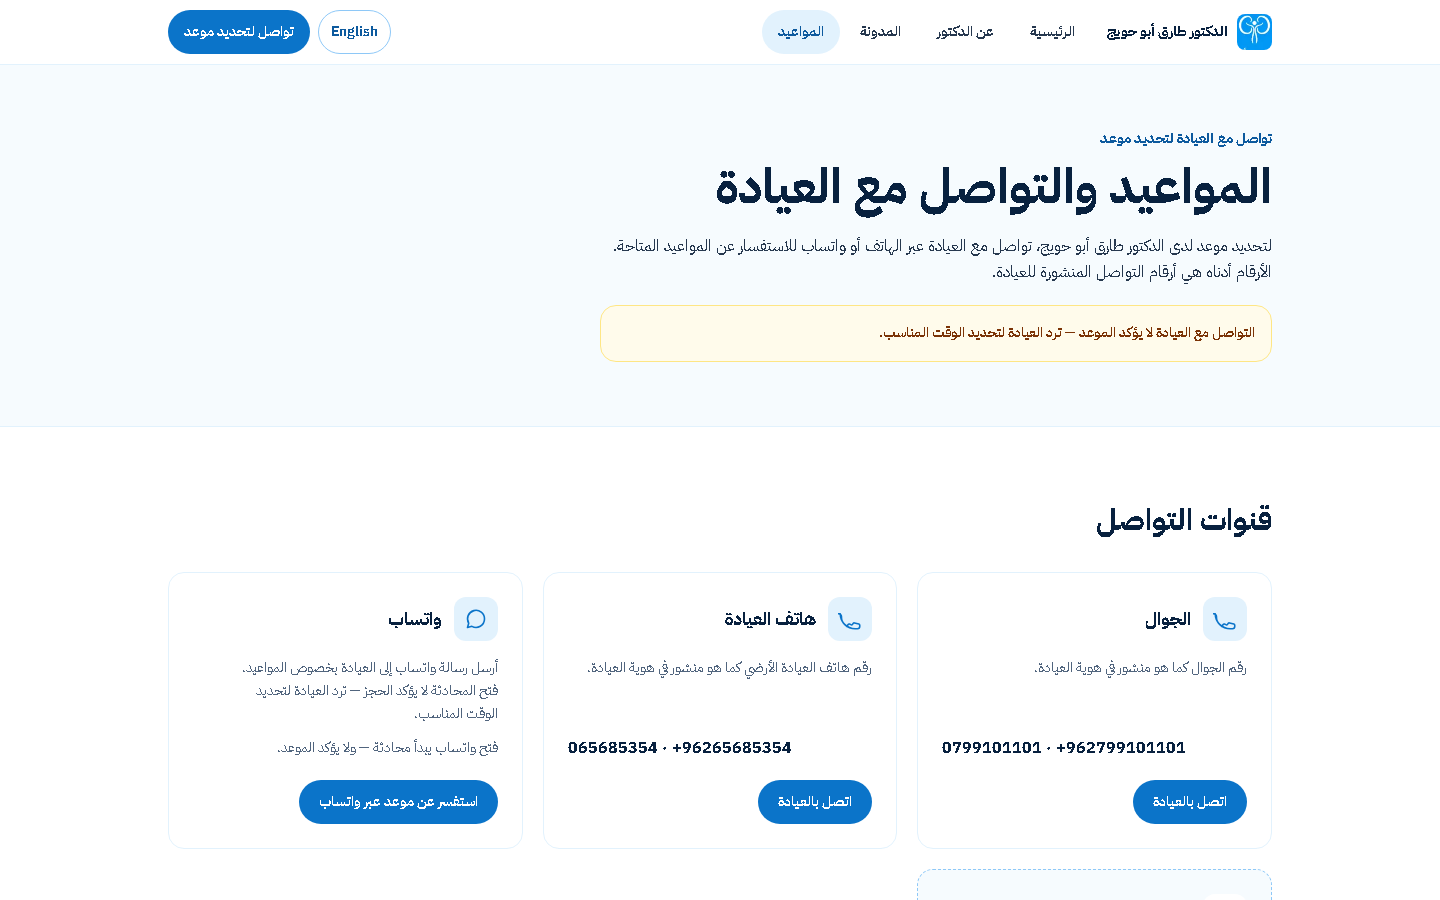 الدكتور طارق أبو حويج
الرئيسية
عن الدكتور
المدونة
المواعيد
English
تواصل لتحديد موعد
تواصل مع العيادة لتحديد موعد
المواعيد والتواصل مع العيادة
لتحديد موعد لدى الدكتور طارق أبو حويج، تواصل مع العيادة عبر الهاتف أو واتساب للاستفسار عن المواعيد المتاحة.
الأرقام أدناه هي أرقام التواصل المنشورة للعيادة.
التواصل مع العيادة لا يؤكد الموعد — ترد العيادة لتحديد الوقت المناسب.
قنوات التواصل
الجوال
رقم الجوال كما هو منشور في هوية العيادة.
0799101101 · +962799101101
اتصل بالعيادة
هاتف العيادة
رقم هاتف العيادة الأرضي كما هو منشور في هوية العيادة.
065685354 · +96265685354
اتصل بالعيادة
واتساب
أرسل رسالة واتساب إلى العيادة بخصوص المواعيد.
فتح المحادثة لا يؤكد الحجز — ترد العيادة لتحديد
الوقت المناسب.
فتح واتساب يبدأ محادثة — ولا يؤكد الموعد.
استفسر عن موعد عبر واتساب